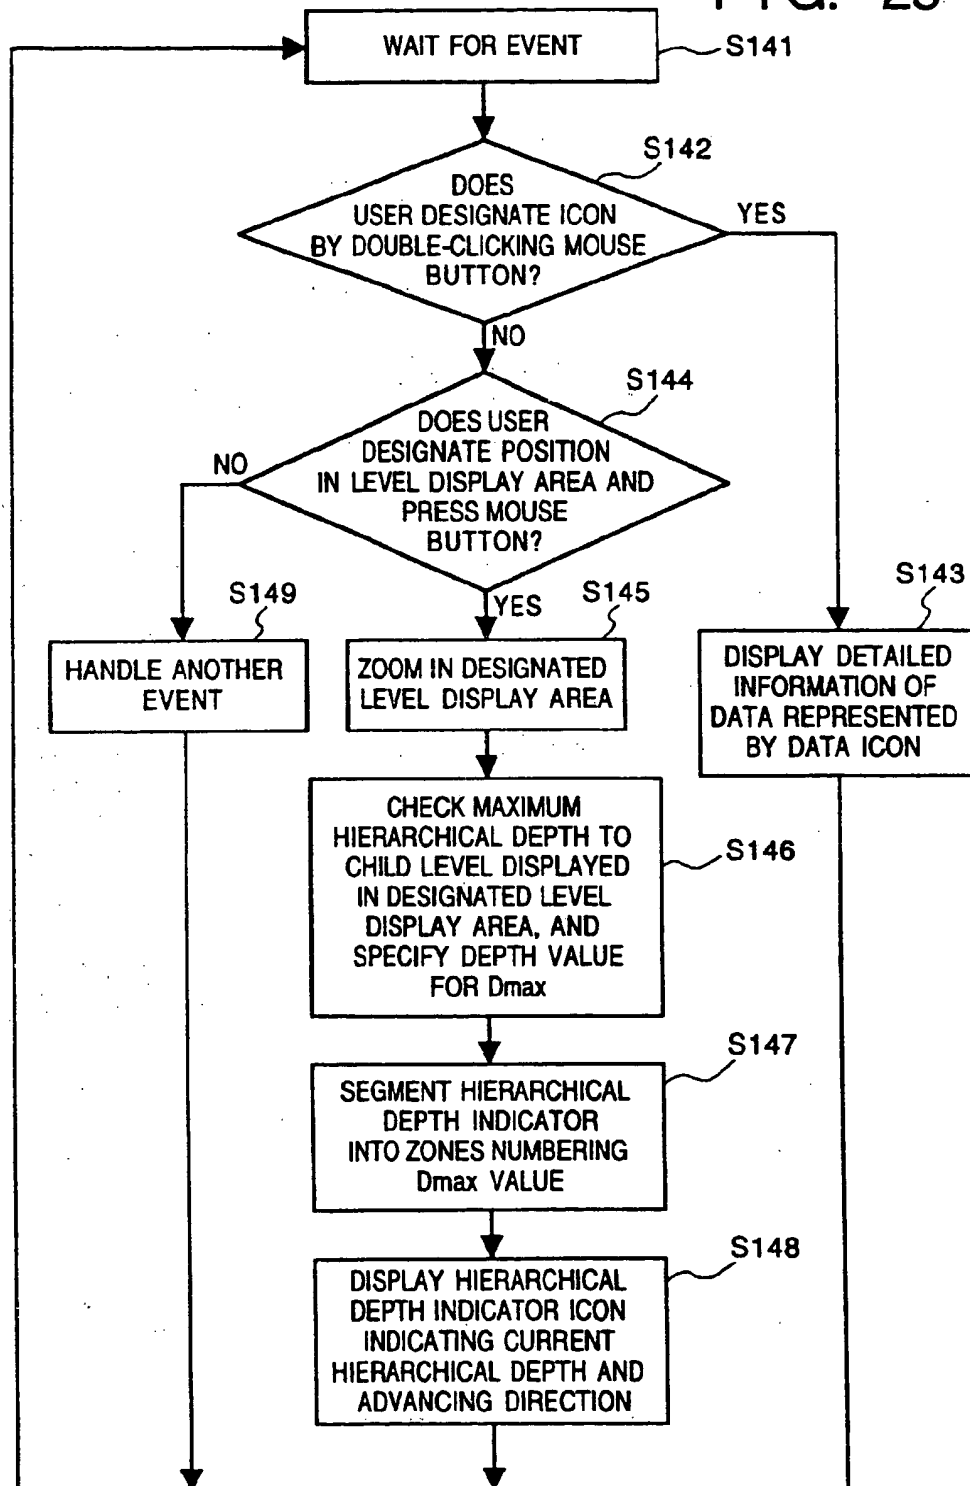 FIG. 23
WAIT FOR EVENT
S141
S142
DOES
USER DESIGNATE ICON
BY DOUBLE-CLICKING MOUSE
BUTTON?
YES
NO
S144
DOES USER
DESIGNATE POSITION
IN LEVEL DISPLAY AREA AND
PRESS MOUSE
BUTTON?
NO
YES
S149
HANDLE ANOTHER
EVENT
S145
ZOOM IN DESIGNATED
LEVEL DISPLAY AREA
S143
DISPLAY DETAILED
INFORMATION OF
DATA REPRESENTED
BY DATA ICON
CHECK MAXIMUM
HIERARCHICAL DEPTH TO
CHILD LEVEL DISPLAYED
IN DESIGNATED LEVEL
DISPLAY AREA, AND
SPECIFY DEPTH VALUE
FOR Dmax
S146
S147
SEGMENT HIERARCHICAL
DEPTH INDICATOR
INTO ZONES NUMBERING
Dmax VALUE
S148
DISPLAY HIERARCHICAL
DEPTH INDICATOR ICON
INDICATING CURRENT
HIERARCHICAL DEPTH AND
ADVANCING DIRECTION